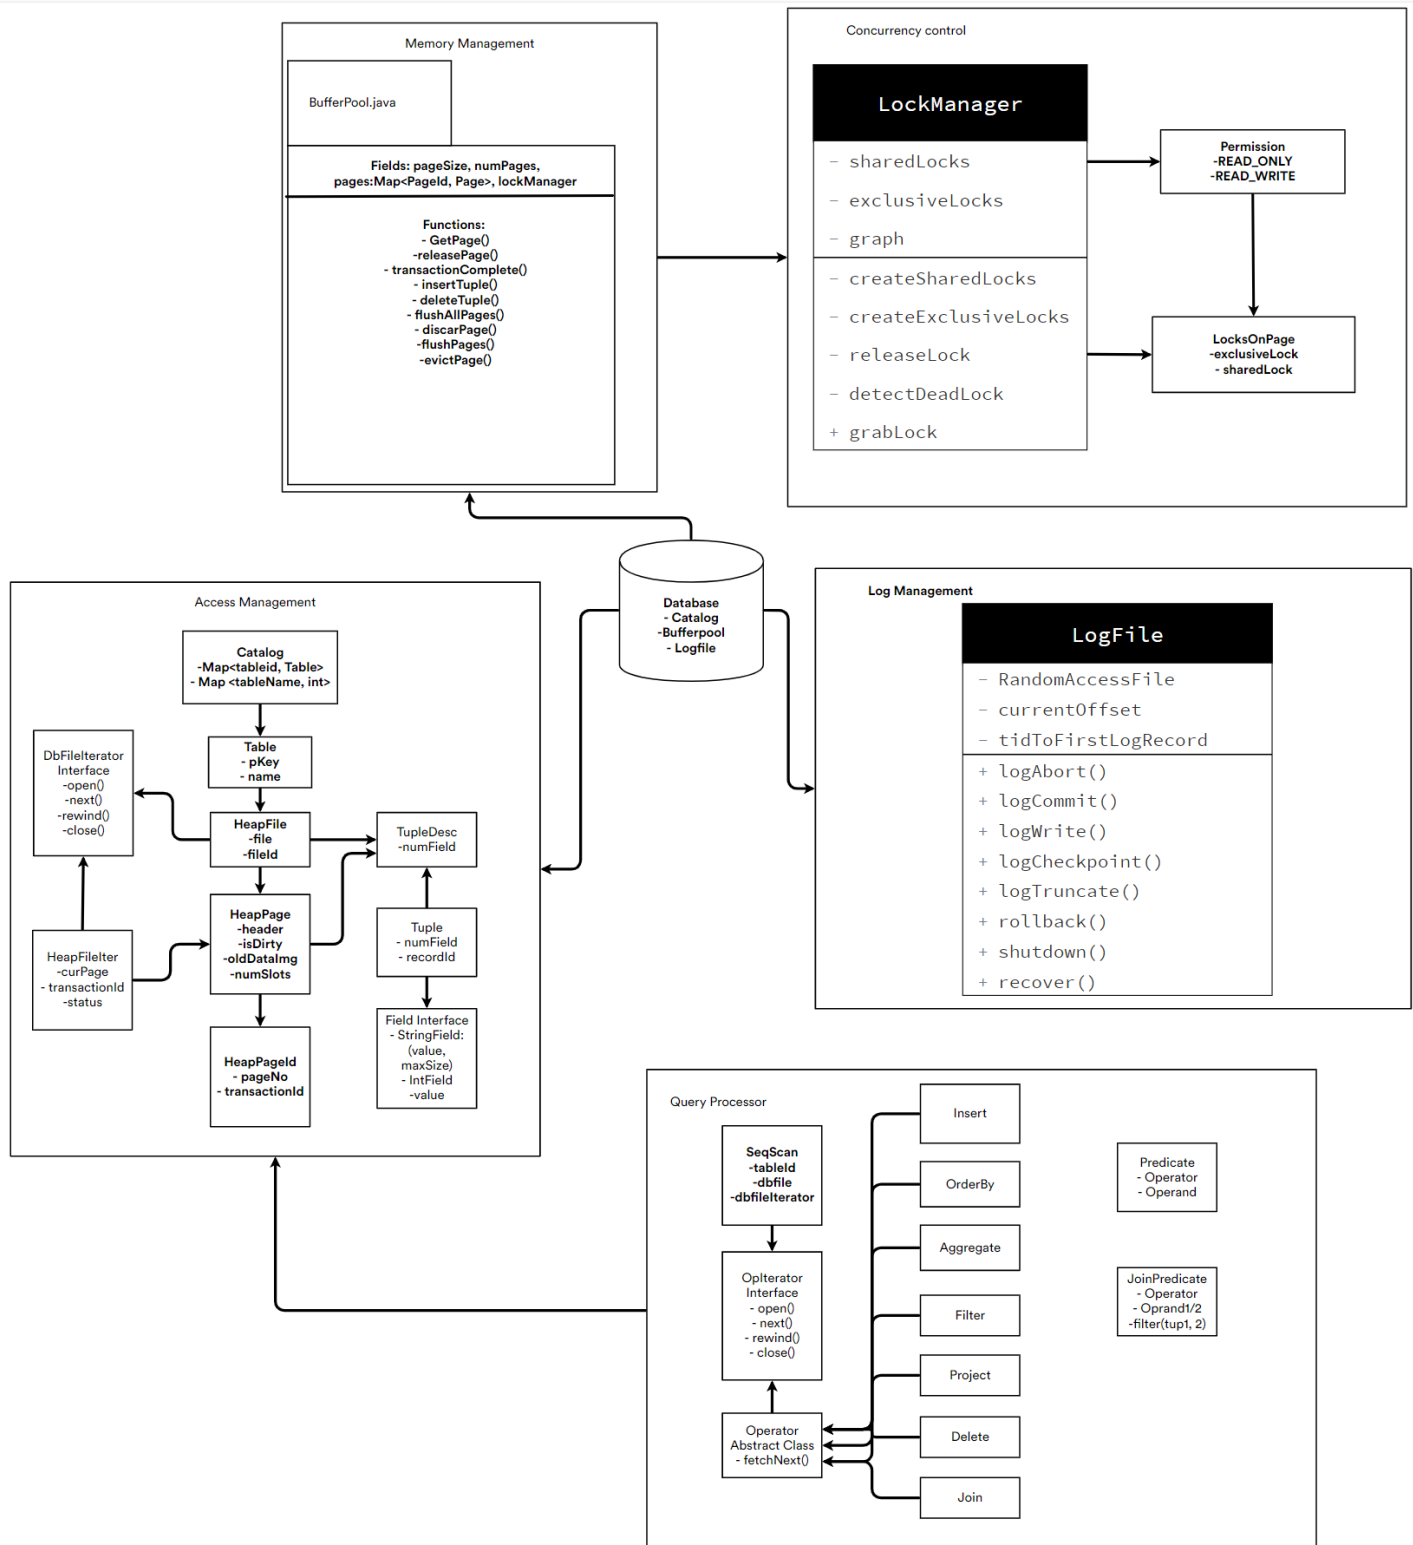 Memory Management
BufferPool.java
Fields: pageSize, numPages,
pages:Map<PageId, Page>, lockManager
Functions:
- GetPage()
-releasePage()
- transactionComplete()
- insertTuple()
- deleteTuple()
- flushAllPages()
- discarPage()
-flushPages()
-evictPage()
Concurrency control
LockManager
- sharedLocks
- exclusiveLocks
- graph
- createSharedLocks
- createExclusiveLocks
- releaseLock
- detectDeadLock
+ grabLock
Permission
-READ_ONLY
-READ_WRITE
LocksOnPage
-exclusiveLock
- sharedLock
Database
- Catalog
-Bufferpool
- Logfile
Access Management
Catalog
-Map<tableid, Table>
- Map <tableName, int>
Table
- pKey
- name
DbFileIterator
Interface
-open()
-next()
-rewind()
-close()
HeapFile
-file
-fileId
TupleDesc
-numField
HeapPage
-header
-isDirty
-oldDataImg
-numSlots
Tuple
- numField
- recordId
HeapFileIter
-curPage
- transactionId
-status
HeapPageId
- pageNo
- transactionId
Field Interface
- StringField:
(value,
maxSize)
- IntField
-value
Log Management
LogFile
- RandomAccessFile
- currentOffset
- tidToFirstLogRecord
+ logAbort()
+ logCommit()
+ logWrite()
+ logCheckpoint()
+ logTruncate()
+ rollback()
+ shutdown()
+ recover()
Query Processor
SeqScan
-tableId
-dbfile
-dbfileIterator
OpIterator
Interface
- open()
- next()
- rewind()
- close()
Operator
Abstract Class
- fetchNext()
Insert
OrderBy
Aggregate
Filter
Project
Delete
Join
Predicate
- Operator
- Operand
JoinPredicate
- Operator
- Oprand1/2
-filter(tup1, 2)